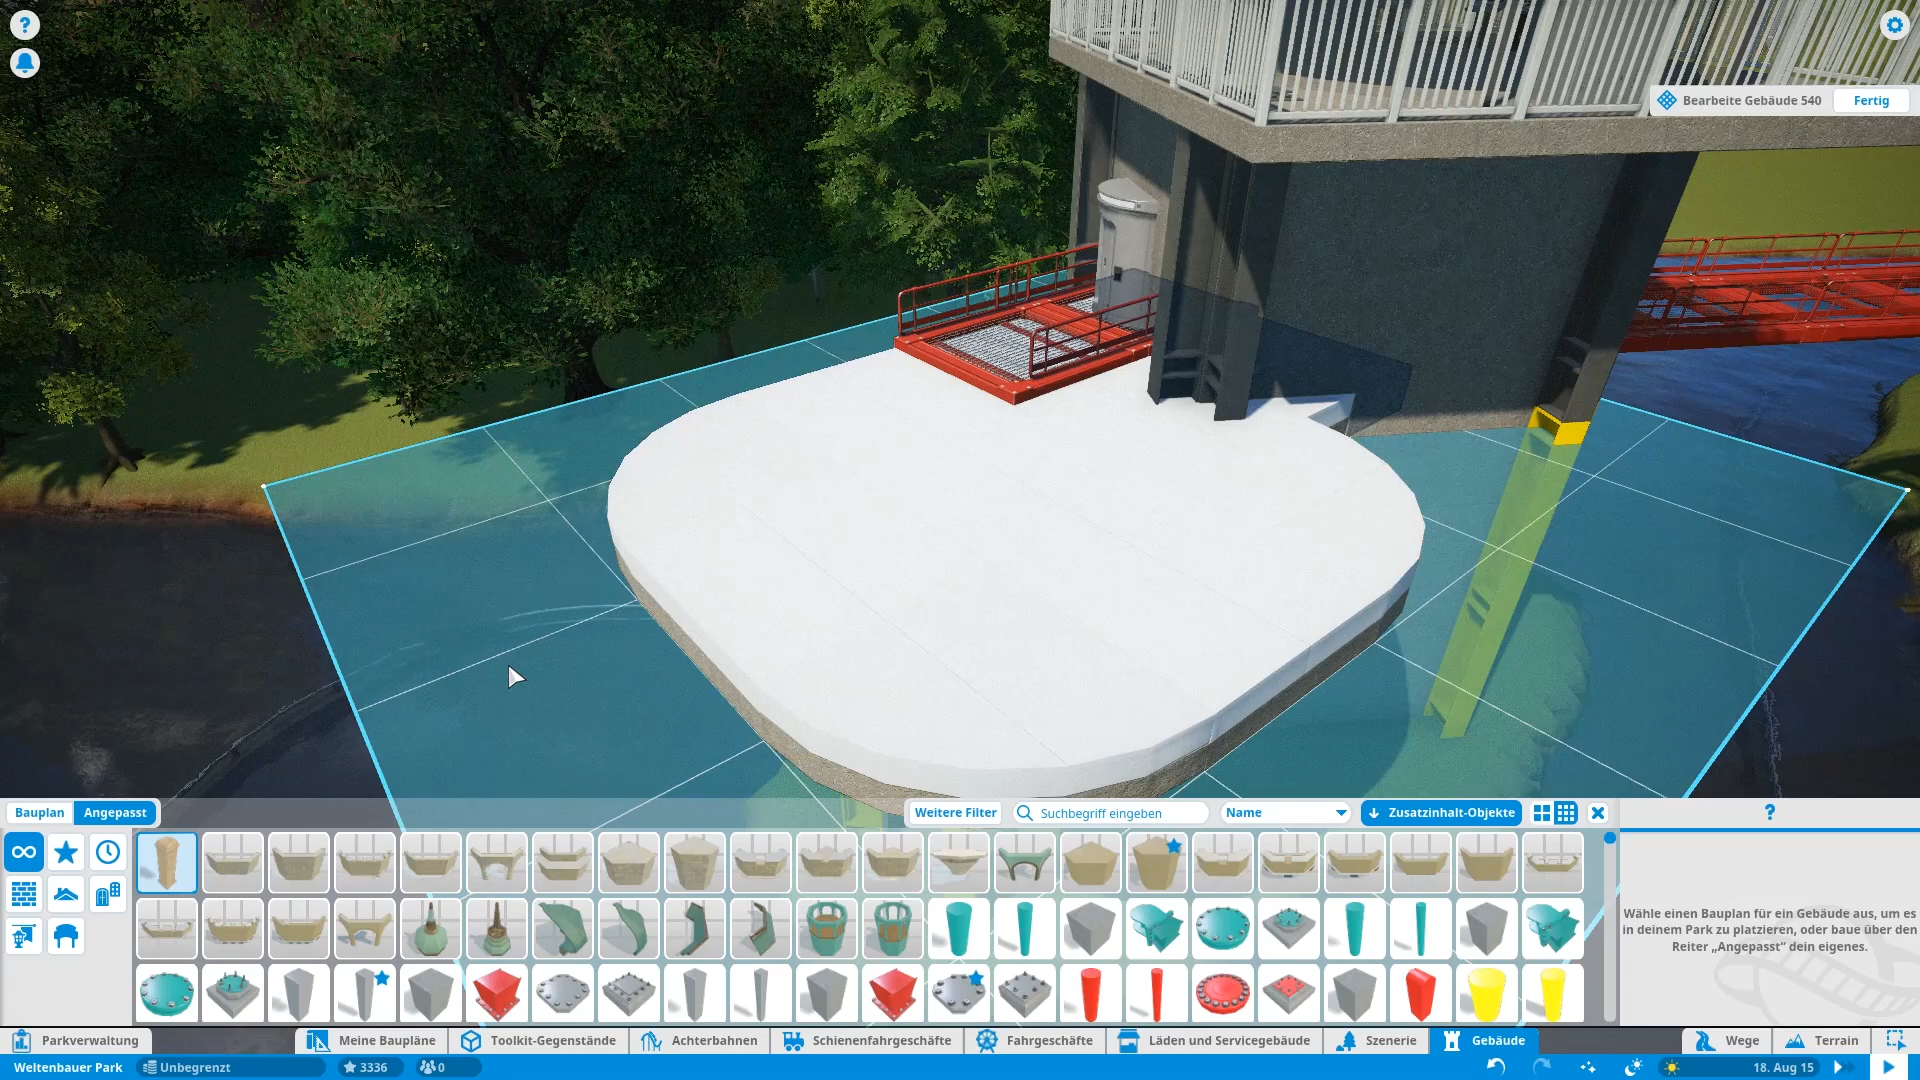 ?
Bearbeite Gebäude 540
Fertig
Bauplan
Angepasst
Weitere Filter
Suchbegriff eingeben
Name
Zusatzinhalt-Objekte
?
Wähle einen Bauplan für ein Gebäude aus, um es
in deinem Park zu platzieren, oder baue über den
Reiter „Angepasst“ dein eigenes.
Parkverwaltung
Meine Baupläne
Toolkit-Gegenstände
Achterbahnen
Schienenfahrgeschäfte
Fahrgeschäfte
Läden und Servicegebäude
Szenerie
Gebäude
Wege
Terrain
Weltenbauer Park
Unbegrenzt
3336
0
18. Aug 15